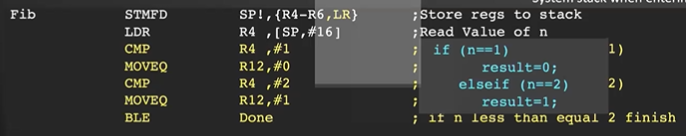 System stack when entering
Fib STMFD SP!,{R4-R6,LR} ;Store regs to stack
LDR R4 ,[SP,#16] ;Read Value of n
CMP R4 ,#1 ; if (n==1) 1)
MOVEQ R12,#0 ; result=0;
CMP R4 ,#2 ; elseif (n==2) 2)
MOVEQ R12,#1 ; result=1;
BLE Done ; if n less than equal 2 finish